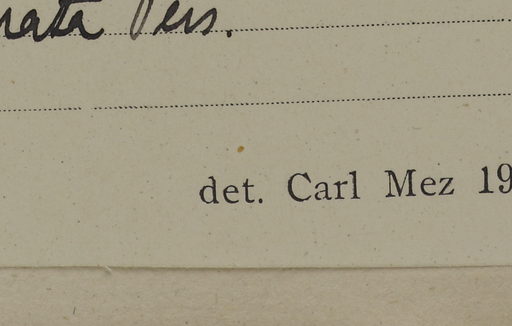 nata Pers.
det. Carl Mez 19